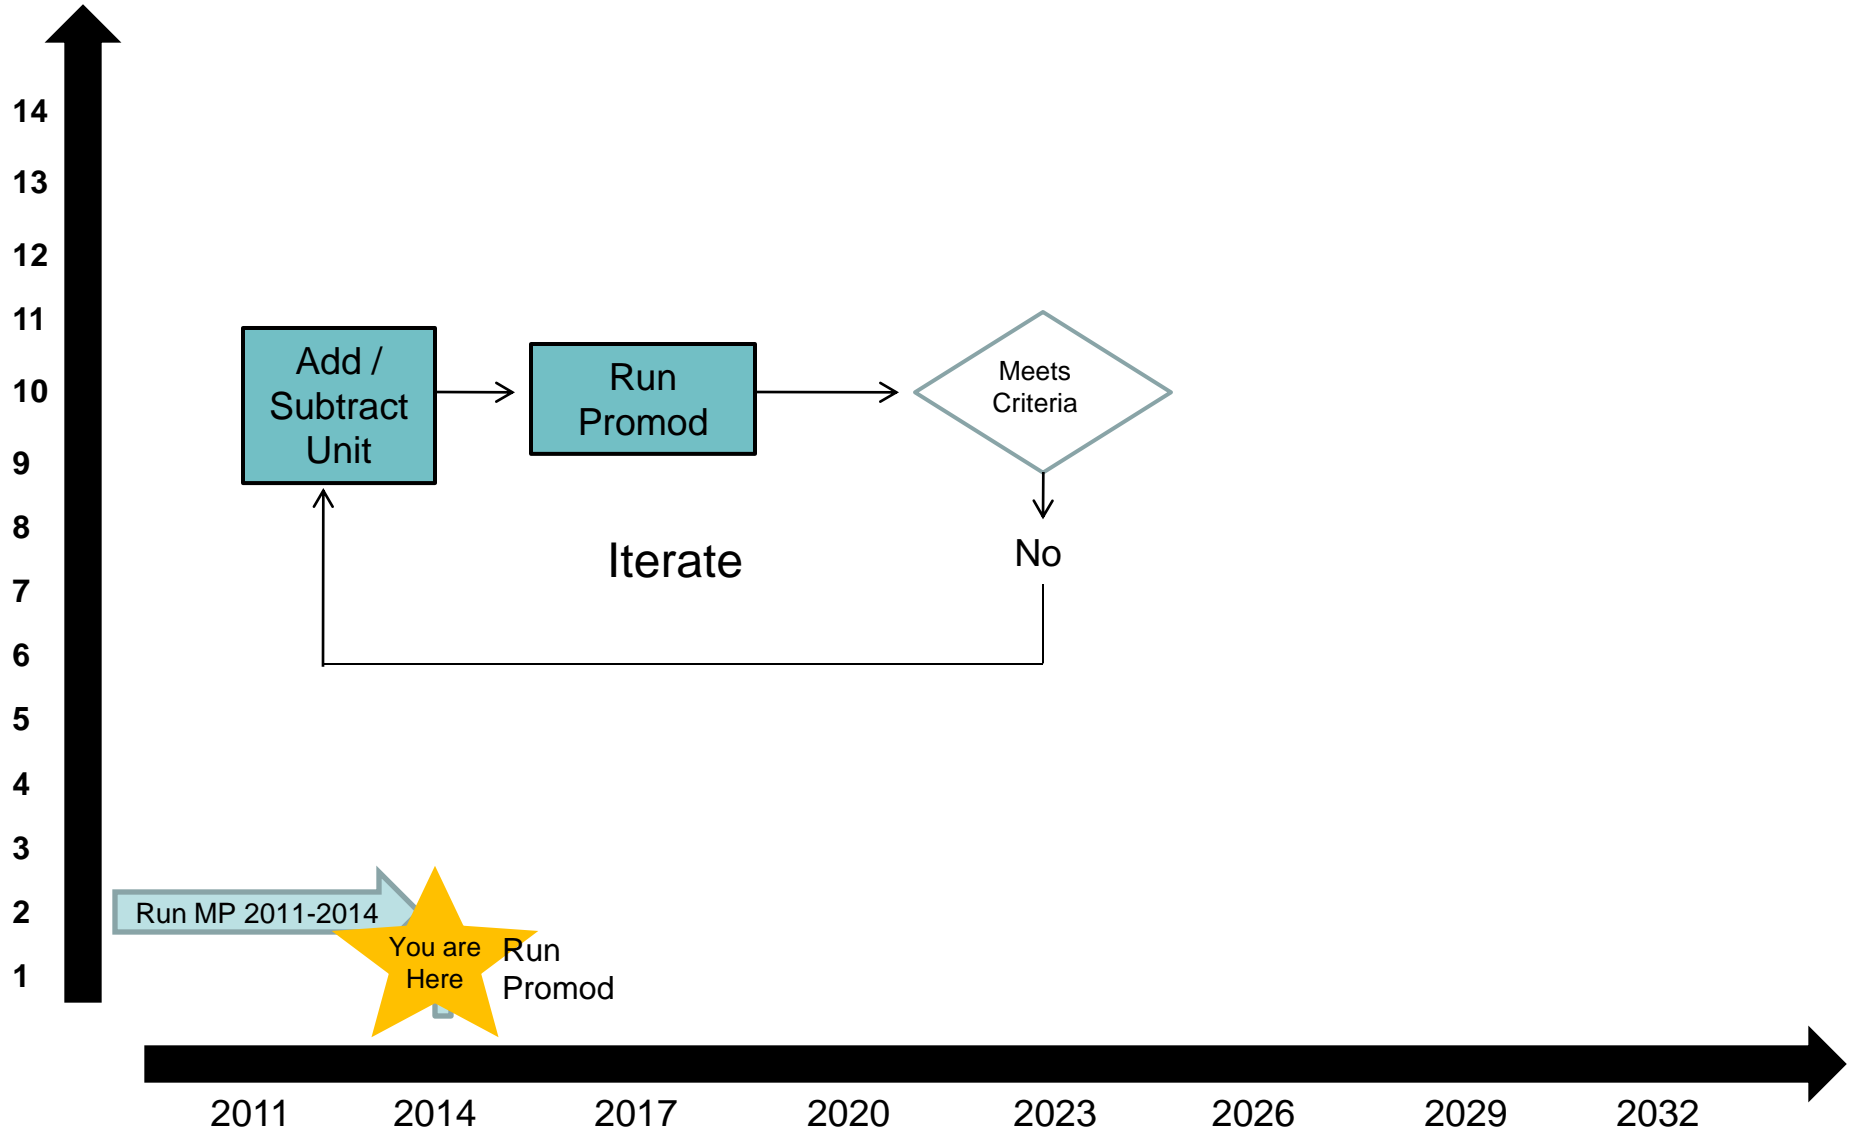 14
13
12
11
10
9
8
7
6
5
4
3
2
1
Add /
Subtract
Unit
Run
Promod
Meets
Criteria
No
Iterate
Run MP 2011-2014
You are
Here
Run
Promod
2011
2014
2017
2020
2023
2026
2029
2032